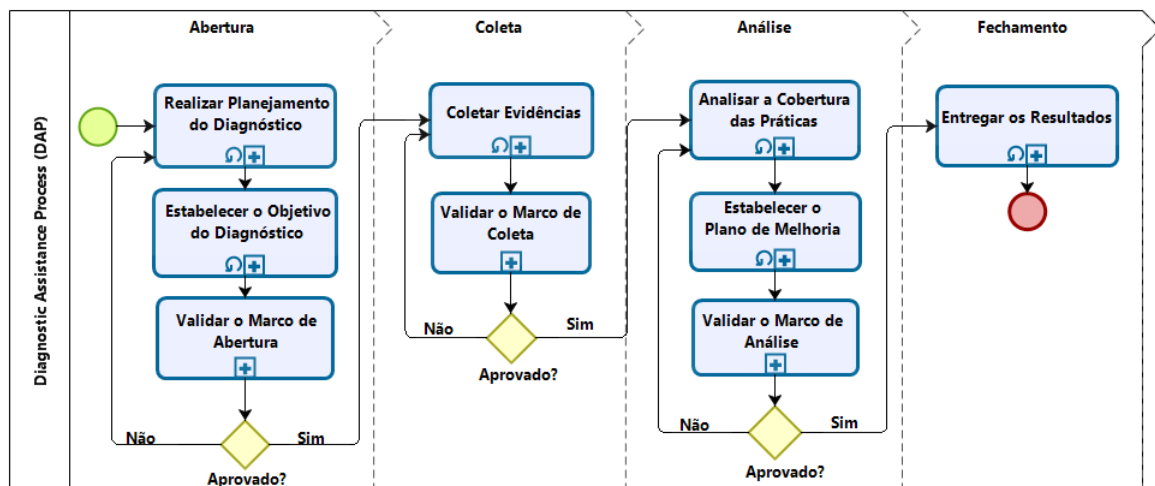 Diagnostic Assistance Process (DAP)
Abertura
Realizar Planejamento
do Diagnóstico
Estabelecer o Objetivo
do Diagnóstico
Validar o Marco de
Abertura
Não
Sim
Aprovado?
Coleta
Coletar Evidências
Validar o Marco de
Coleta
Não
Sim
Aprovado?
Análise
Analisar a Cobertura
das Práticas
Estabelecer o
Plano de Melhoria
Validar o Marco de
Análise
Não
Sim
Aprovado?
Fechamento
Entregar os Resultados